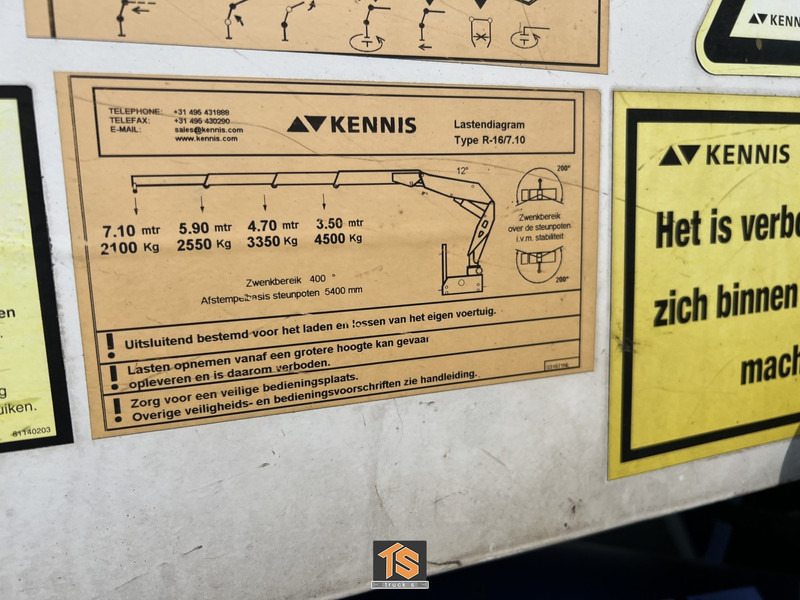 KENNIS
TELEPHONE: +31 495 431888
TELEFAX: +31 495 430290
E-MAIL: sales@kennis.com
www.kennis.com
KENNIS
Lastendiagram
Type R-16/7.10
12°
200°
7.10 mtr 5.90 mtr 4.70 mtr 3.50 mtr
2100 Kg 2550 Kg 3350 Kg 4500 Kg
Zwenkbereik
over de steunpoten
i.v.m. stabiliteit
200°
Zwenkbereik 400 °
Afstempelbasis steunpoten 5400 mm
! Uitsluitend bestemd voor het laden en lossen van het eigen voertuig.
! Lasten opnemen vanaf een grotere hoogte kan gevaar
opleveren en is daarom verboden.
! Zorg voor een veilige bedieningsplaats.
Overige veiligheids- en bedieningsvoorschriften zie handleiding.
en
g
uiken.
81140203
KENNIS
Het is verbo
zich binnen
mach
TS
trucks